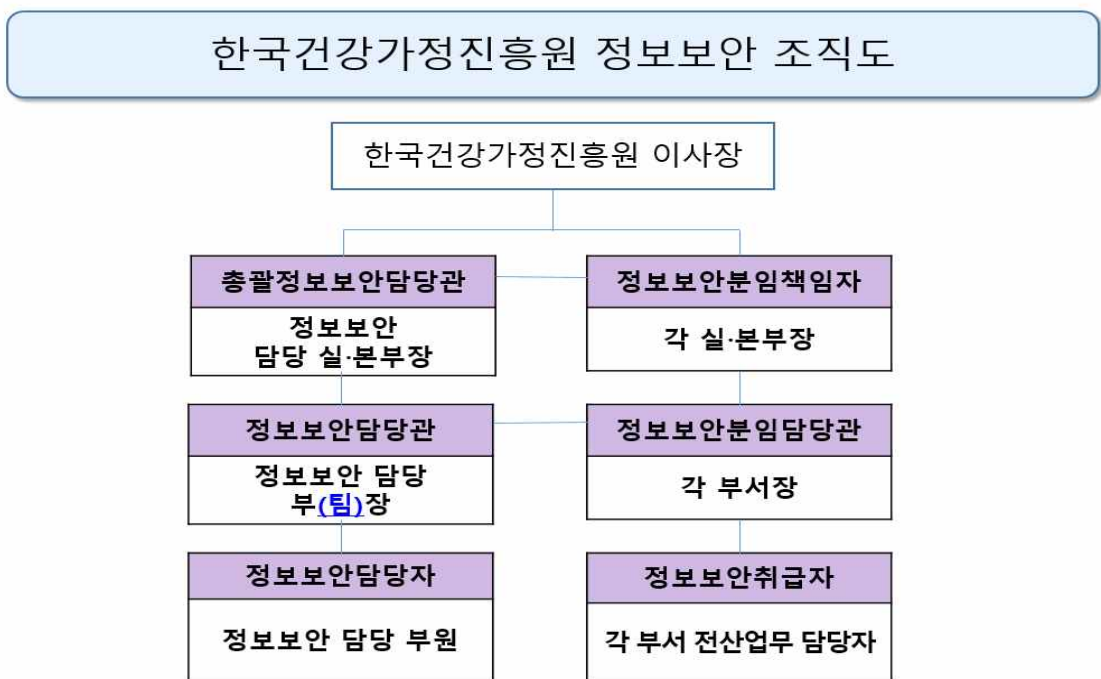 한국건강가정진흥원 정보보안 조직도
한국건강가정진흥원 이사장
총괄정보보안담당관
정보보안
담당 실·본부장
정보보안분임책임자
각 실·본부장
정보보안담당관
정보보안 담당
부(팀)장
정보보안분임담당관
각 부서장
정보보안담당자
정보보안 담당 부원
정보보안취급자
각 부서 전산업무 담당자